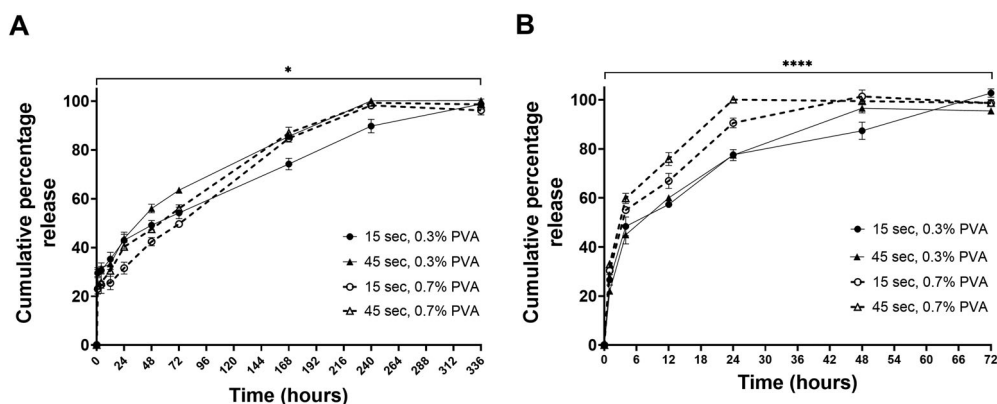 A
*
Cumulative percentage
release
100
80
60
40
20
0
0 24 48 72 96 120 144 168 192 216 240 264 288 312 336
Time (hours)
15 sec, 0.3% PVA
45 sec, 0.3% PVA
15 sec, 0.7% PVA
45 sec, 0.7% PVA
B
****
Cumulative percentage
release
100
80
60
40
20
0
0 6 12 18 24 30 36 42 48 54 60 66 72
Time (hours)
15 sec, 0.3% PVA
45 sec, 0.3% PVA
15 sec, 0.7% PVA
45 sec, 0.7% PVA